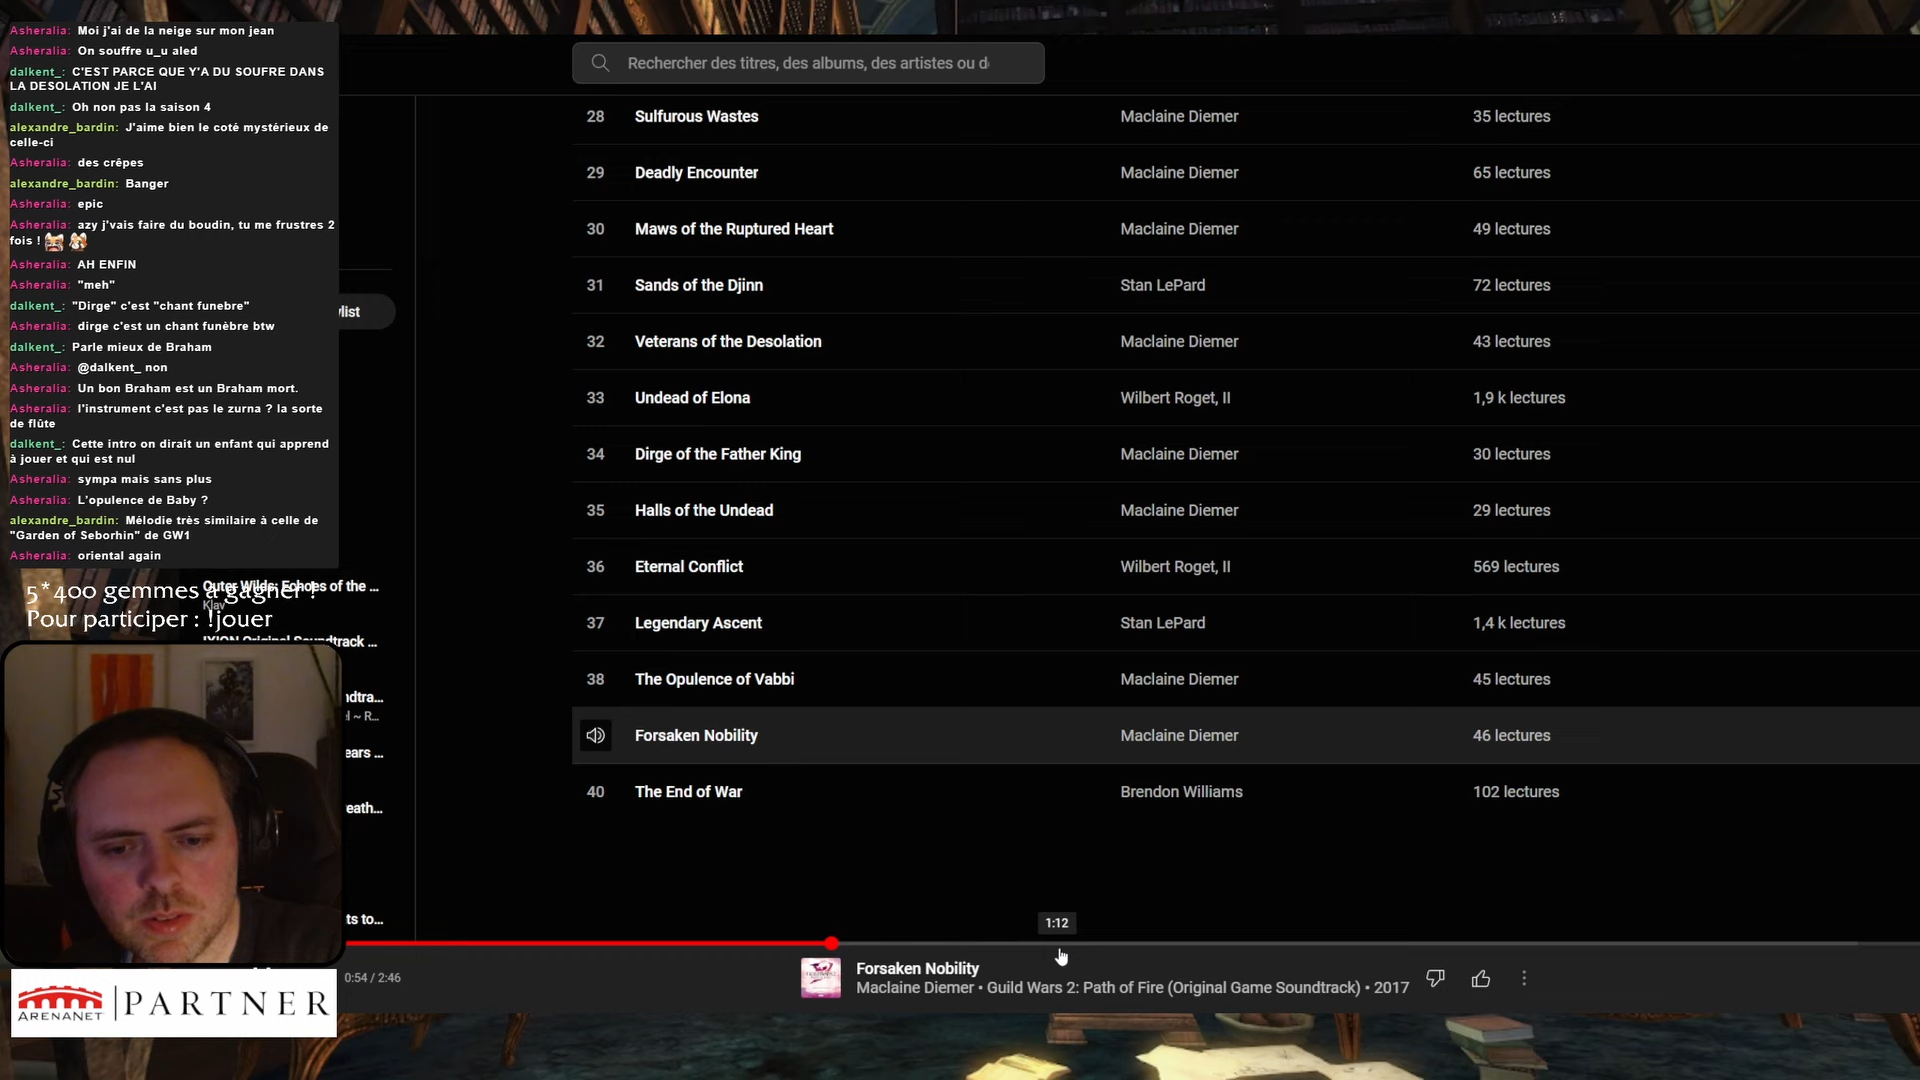 Asheralia: Moi j'ai de la neige sur mon jean
Asheralia: On souffre u_u aled
dalkent_: C'EST PARCE QUE Y'A DU SOUFRE DANS
LA DESOLATION JE L'AI
dalkent_: Oh non pas la saison 4
alexandre_bardin: J'aime bien le coté mystérieux de
celle-ci
Asheralia: des crêpes
alexandre_bardin: Banger
Asheralia: epic
Asheralia: azy j'vais faire du boudin, tu me frustres 2
fois !
Asheralia: AH ENFIN
Asheralia: "meh"
dalkent_: "Dirge" c'est "chant funebre"
Asheralia: dirge c'est un chant funèbre btw
dalkent_: Parle mieux de Braham
Asheralia: @dalkent_ non
Asheralia: Un bon Braham est un Braham mort.
Asheralia: l'instrument c'est pas le zurna ? la sorte
de flûte
dalkent_: Cette intro on dirait un enfant qui apprend
à jouer et qui est nul
Asheralia: sympa mais sans plus
Asheralia: L'opulence de Baby ?
alexandre_bardin: Mélodie très similaire à celle de
"Garden of Seborhin" de GW1
Asheralia: oriental again
5*400 gemmes à gagner !
Pour participer : !jouer
Outer Wilds: Echoes of the ...
Klav
IXION Original Soundtrack ...
ylist
ndtra...
l ~ R...
ears ...
eath...
ts to...
ARENANET | PARTNER
Rechercher des titres, des albums, des artistes ou d
28 Sulfurous Wastes Maclaine Diemer 35 lectures
29 Deadly Encounter Maclaine Diemer 65 lectures
30 Maws of the Ruptured Heart Maclaine Diemer 49 lectures
31 Sands of the Djinn Stan LePard 72 lectures
32 Veterans of the Desolation Maclaine Diemer 43 lectures
33 Undead of Elona Wilbert Roget, II 1,9 k lectures
34 Dirge of the Father King Maclaine Diemer 30 lectures
35 Halls of the Undead Maclaine Diemer 29 lectures
36 Eternal Conflict Wilbert Roget, II 569 lectures
37 Legendary Ascent Stan LePard 1,4 k lectures
38 The Opulence of Vabbi Maclaine Diemer 45 lectures
Forsaken Nobility Maclaine Diemer 46 lectures
40 The End of War Brendon Williams 102 lectures
1:12
0:54 / 2:46
Forsaken Nobility
Maclaine Diemer • Guild Wars 2: Path of Fire (Original Game Soundtrack) • 2017